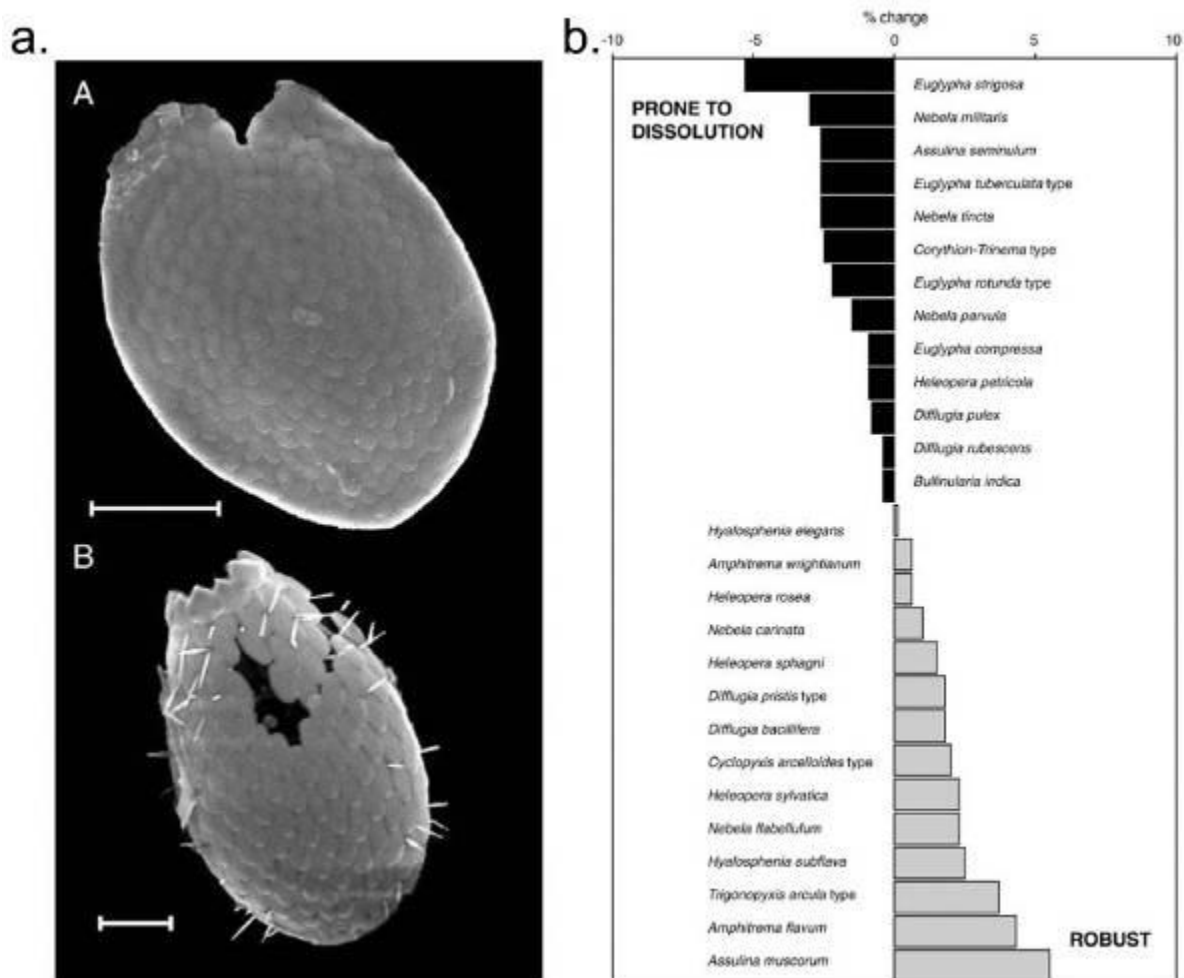 a.
A
B
b.
% change
-10 -5 0 5 10
PRONE TO
DISSOLUTION
Euglypha strigosa
Nebela militaris
Assulina seminulum
Euglypha tuberculata type
Nebela tincta
Corythion-Trinema type
Euglypha rotunda type
Nebela parvula
Euglypha compressa
Heleopera petricola
Difflugia pulex
Difflugia rubescens
Bullinularia indica
Hyalosphenia elegans
Amphitrema wrightianum
Heleopera rosea
Nebela carinata
Heleopera sphagni
Difflugia pristis type
Difflugia bacillifera
Cyclopyxis arcelloides type
Heleopera sylvatica
Nebela flabellulum
Hyalosphenia subflava
Trigonopyxis arcula type
Amphitrema flavum
Assulina muscorum
ROBUST